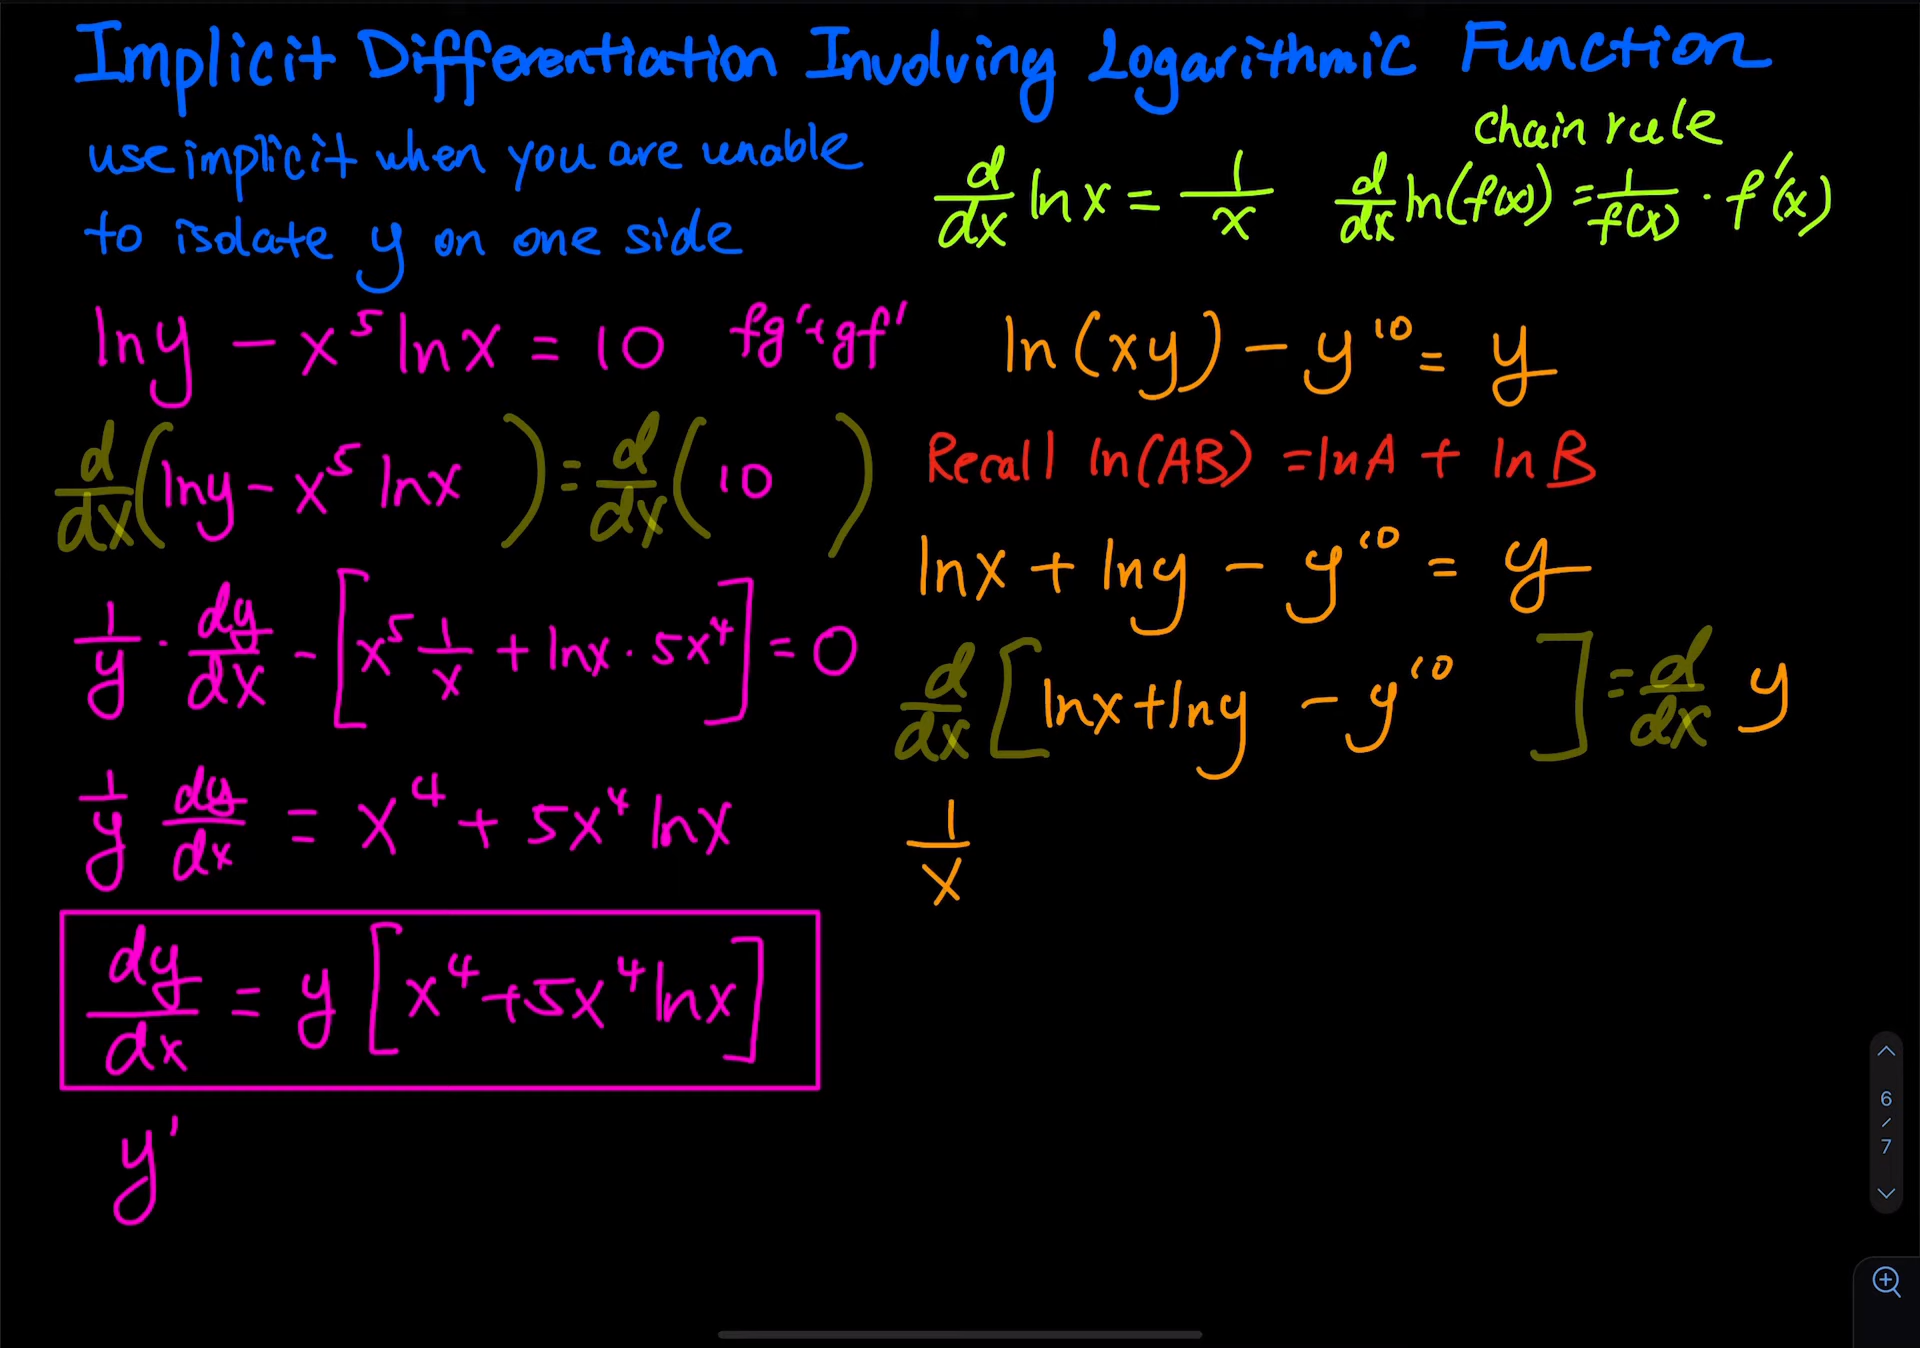 Implicit Differentiation Involving Logarithmic Function
use implicit when you are unable
to isolate y on one side
chain rule
d/dx ln x = 1/x   d/dx ln(f(x)) = 1/f(x) · f'(x)
ln y − x⁵ ln x = 10   fg'+gf'
d/dx (ln y − x⁵ ln x) = d/dx (10)
1/y · dy/dx − [x⁵ 1/x + ln x · 5x⁴] = 0
1/y dy/dx = x⁴ + 5x⁴ ln x
dy/dx = y [x⁴ + 5x⁴ ln x]
y'
ln(xy) − y¹⁰ = y
Recall ln(AB) = ln A + ln B
ln x + ln y − y¹⁰ = y
d/dx [ln x + ln y − y¹⁰] = d/dx y
1/x
6
/
7